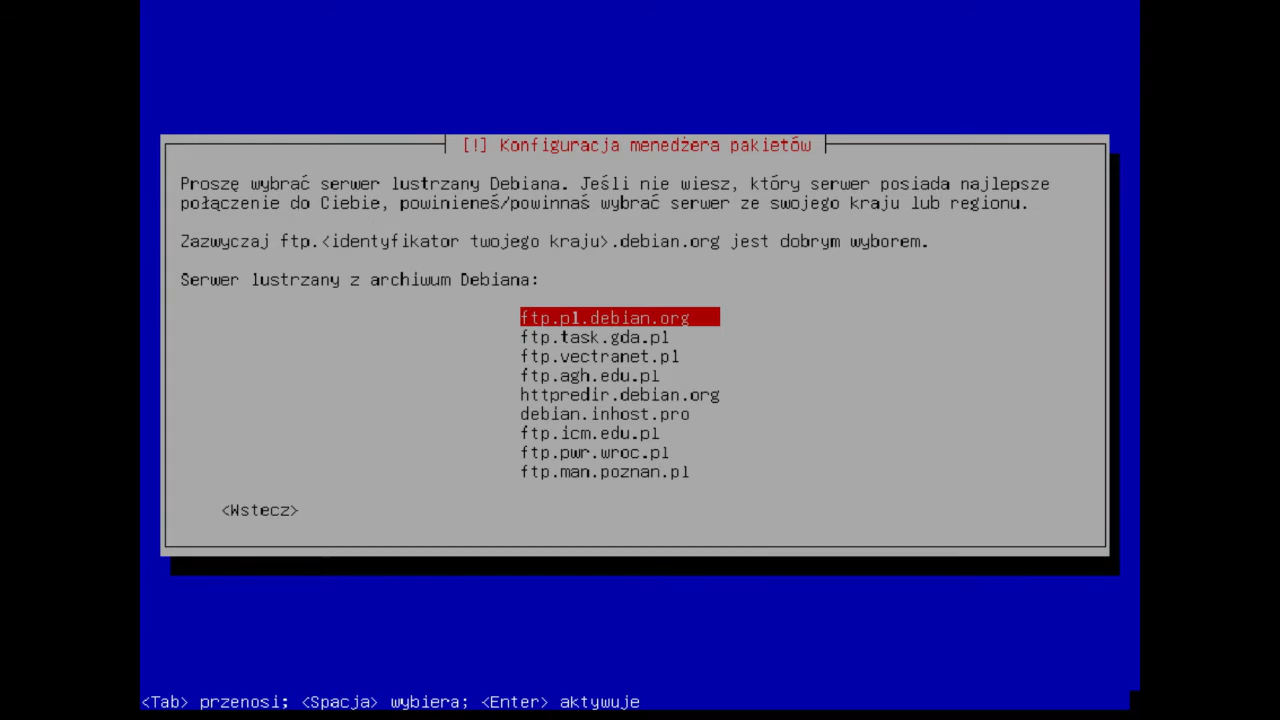 [!] Konfiguracja menedżera pakietów
Proszę wybrać serwer lustrzany Debiana. Jeśli nie wiesz, który serwer posiada najlepsze
połączenie do Ciebie, powinieneś/powinnaś wybrać serwer ze swojego kraju lub regionu.
Zazwyczaj ftp.<identyfikator twojego kraju>.debian.org jest dobrym wyborem.
Serwer lustrzany z archiwum Debiana:
ftp.pl.debian.org
ftp.task.gda.pl
ftp.vectranet.pl
ftp.agh.edu.pl
httpredir.debian.org
debian.inhost.pro
ftp.icm.edu.pl
ftp.pwr.wroc.pl
ftp.man.poznan.pl
<Wstecz>
<Tab> przenosi; <Spacja> wybiera; <Enter> aktywuje